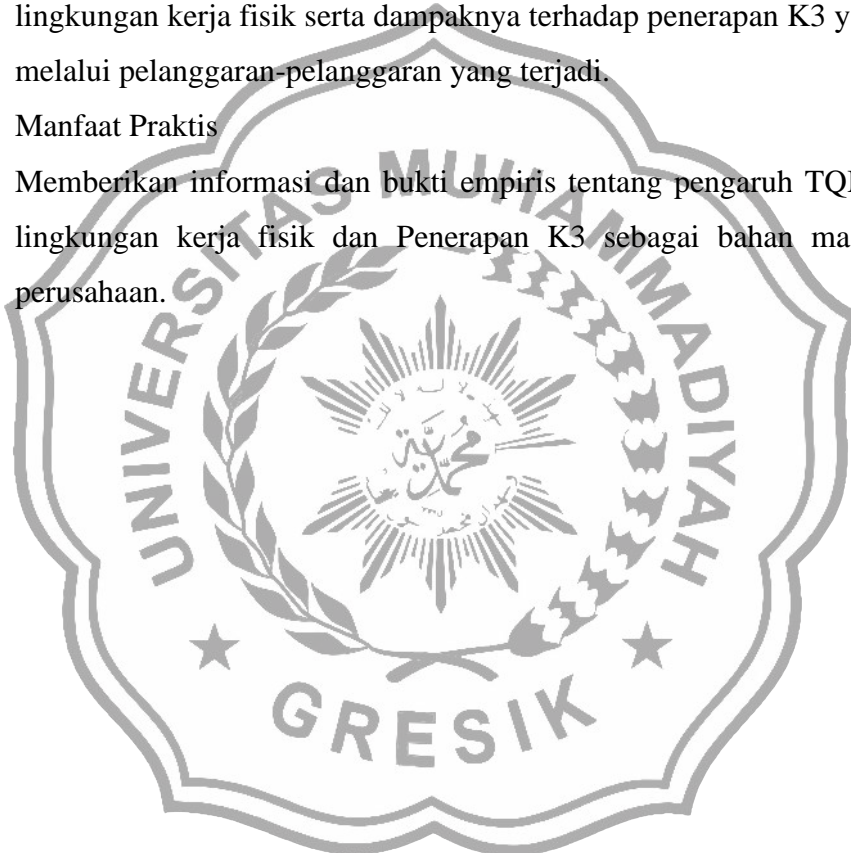 lingkungan kerja fisik serta dampaknya terhadap penerapan K3 y
melalui pelanggaran-pelanggaran yang terjadi.
Manfaat Praktis
Memberikan informasi dan bukti empiris tentang pengaruh TQ
lingkungan kerja fisik dan Penerapan K3 sebagai bahan ma
perusahaan.
UNIVERSITAS MUHAMMADIYAH
محمدية
GRESIK